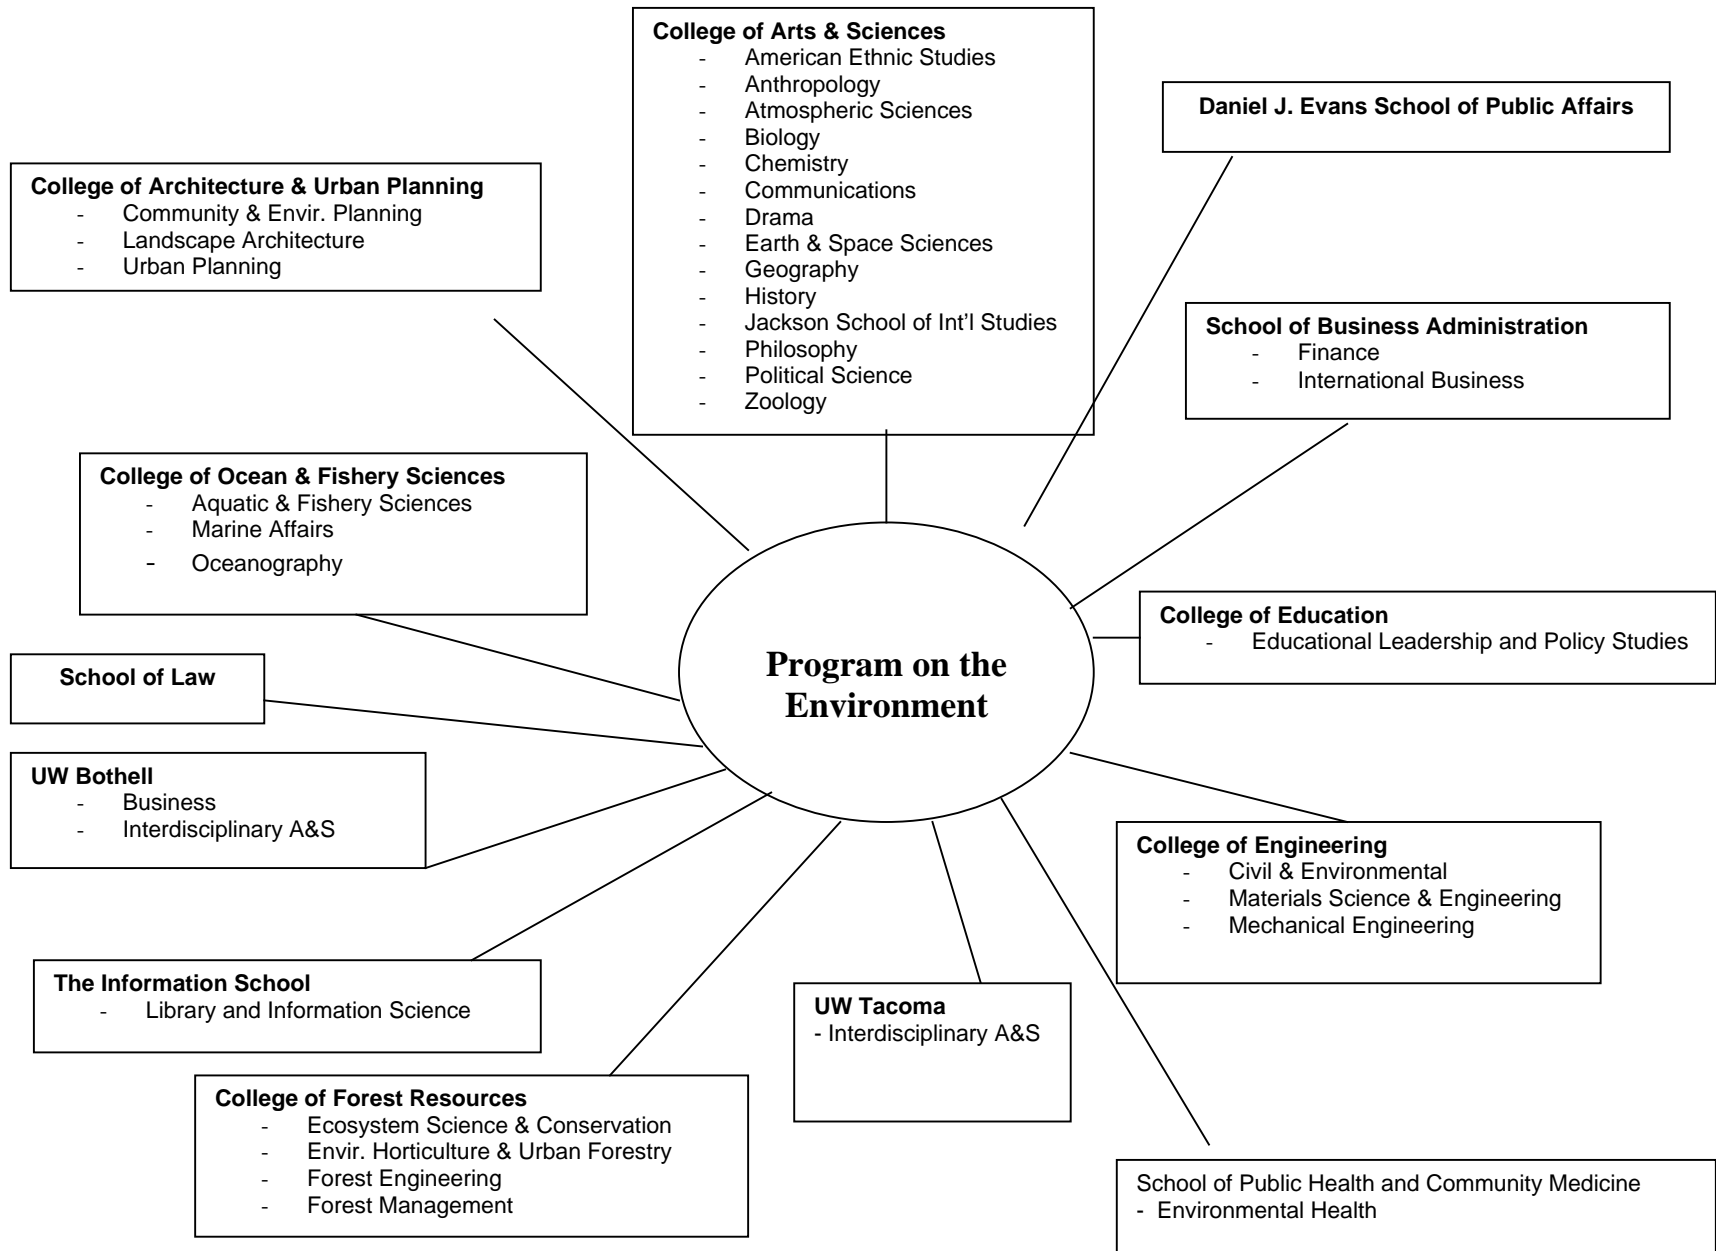 College of Arts & Sciences
- American Ethnic Studies
- Anthropology
- Atmospheric Sciences
- Biology
- Chemistry
- Communications
- Drama
- Earth & Space Sciences
- Geography
- History
- Jackson School of Int’l Studies
- Philosophy
- Political Science
- Zoology
Daniel J. Evans School of Public Affairs
College of Architecture & Urban Planning
- Community & Envir. Planning
- Landscape Architecture
- Urban Planning
School of Business Administration
- Finance
- International Business
College of Ocean & Fishery Sciences
- Aquatic & Fishery Sciences
- Marine Affairs
- Oceanography
College of Education
- Educational Leadership and Policy Studies
Program on the
Environment
School of Law
UW Bothell
- Business
- Interdisciplinary A&S
College of Engineering
- Civil & Environmental
- Materials Science & Engineering
- Mechanical Engineering
The Information School
- Library and Information Science
UW Tacoma
- Interdisciplinary A&S
College of Forest Resources
- Ecosystem Science & Conservation
- Envir. Horticulture & Urban Forestry
- Forest Engineering
- Forest Management
School of Public Health and Community Medicine
- Environmental Health